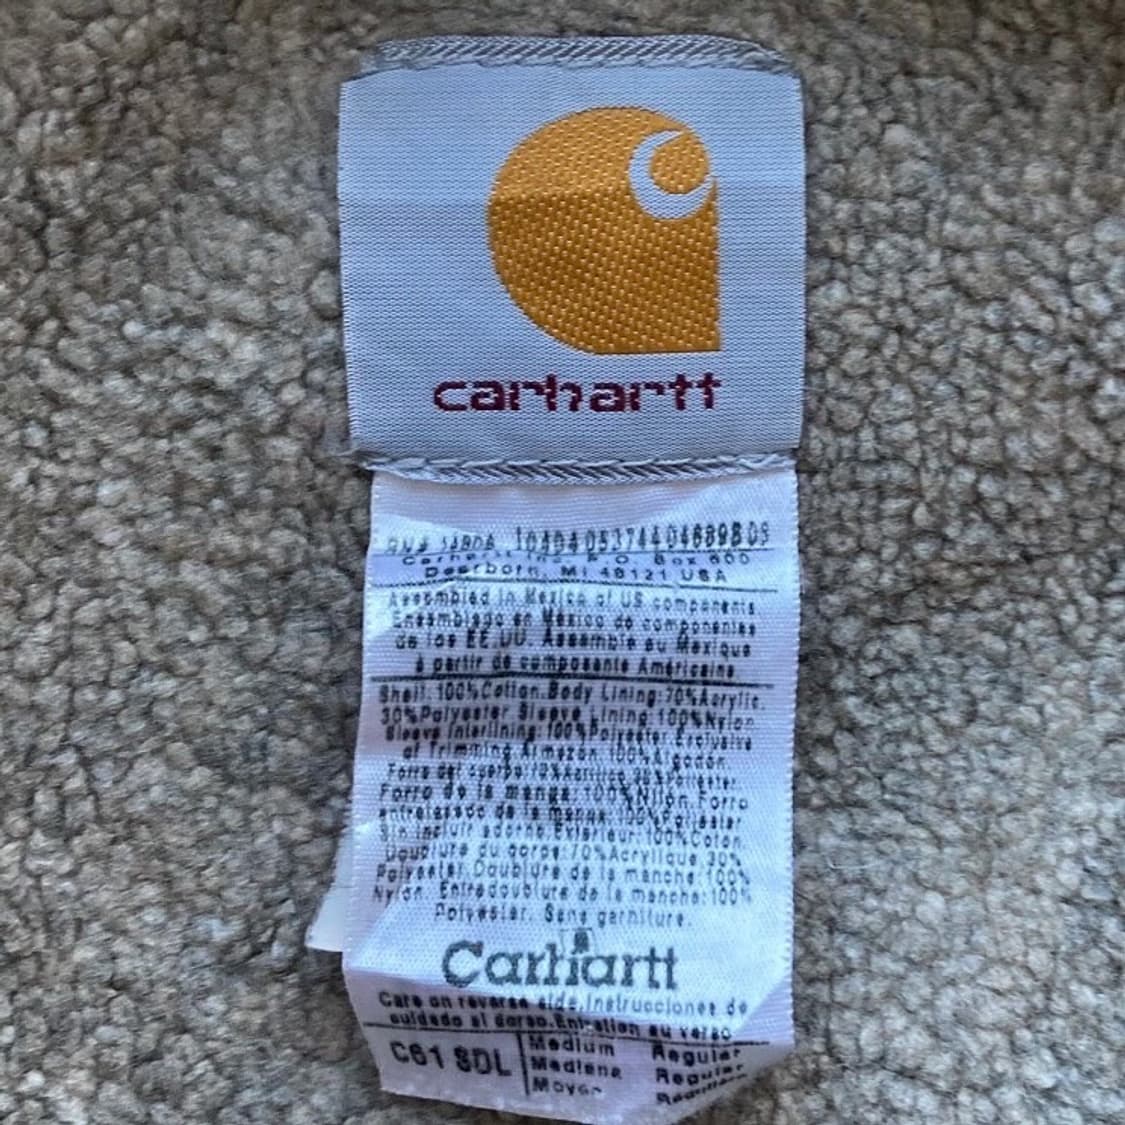 carhartt
RN# 14806 10404 05374404689803
Carhartt Inc. P.O. Box 600
Dearborn, MI 48121 USA
Assembled in Mexico of US components
Ensamblado en Mexico de componentes
de los EE.UU. Assemble au Mexique
à partir de composants Américains
Shell:100%Cotton.Body Lining:70%Acrylic.
30%Polyester.Sleeve Lining:100%Nylon
Sleeve Interlining:100%Polyester.Exclusive
of Trimming.Armazon:100%Algodon.
Forro del cuerpo:70%Acrilico.30%Poliester.
Forro de la manga:100%Nilon.Forro
entrelazado de la manga:100%Poliester
Sin incluir adorno.Extérieur:100%Coton.
Doublure du corps:70%Acrylique.30%
Polyester.Doublure de la manche:100%
Nylon. Entredoublure de la manche:100%
Polyester. Sans garniture.
Carhartt
Care on reverse side.Instrucciones de
cuidado al dorso.Entretien au verso
C61 SDL
Medium Regular
Mediana Regular
Moyen